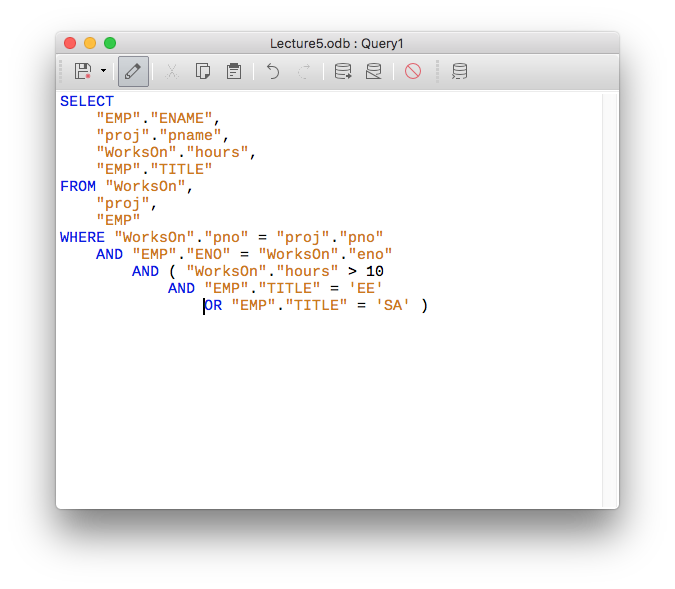 Lecture5.odb : Query1
SELECT
"EMP"."ENAME",
"proj"."pname",
"WorksOn"."hours",
"EMP"."TITLE"
FROM "WorksOn",
"proj",
"EMP"
WHERE "WorksOn"."pno" = "proj"."pno"
AND "EMP"."ENO" = "WorksOn"."eno"
AND ( "WorksOn"."hours" > 10
AND "EMP"."TITLE" = 'EE'
OR "EMP"."TITLE" = 'SA' )